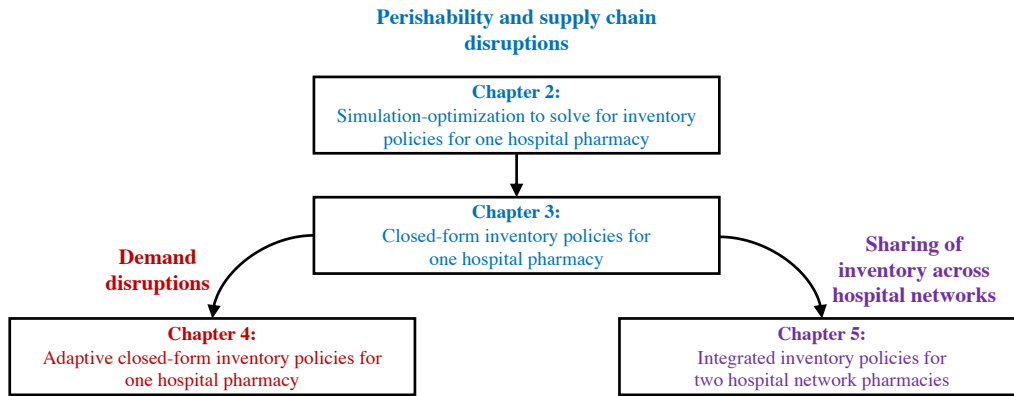 Perishability and supply chain
disruptions
Chapter 2:
Simulation-optimization to solve for inventory
policies for one hospital pharmacy
Chapter 3:
Closed-form inventory policies for
one hospital pharmacy
Demand
disruptions
Sharing of
inventory across
hospital networks
Chapter 4:
Adaptive closed-form inventory policies for
one hospital pharmacy
Chapter 5:
Integrated inventory policies for
two hospital network pharmacies